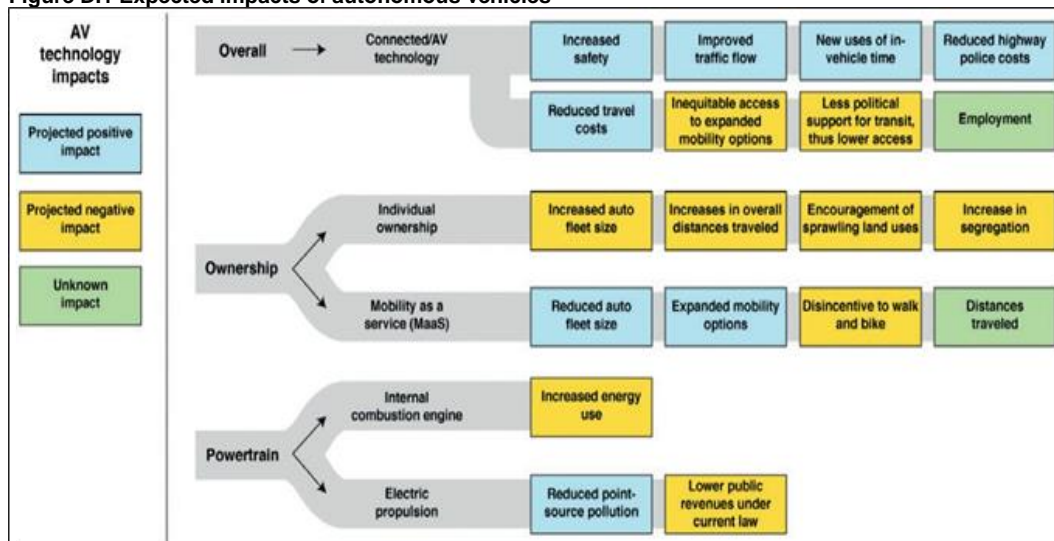 Figure D.1 Expected impacts of autonomous vehicles
AV
technology
impacts
Projected positive
impact
Projected negative
impact
Unknown
impact
Overall
Connected/AV
technology
Increased
safety
Improved
traffic flow
New uses of in-
vehicle time
Reduced highway
police costs
Reduced travel
costs
Inequitable access
to expanded
mobility options
Less political
support for transit,
thus lower access
Employment
Ownership
Individual
ownership
Increased auto
fleet size
Increases in overall
distances traveled
Encouragement of
sprawling land uses
Increase in
segregation
Mobility as a
service (MaaS)
Reduced auto
fleet size
Expanded mobility
options
Disincentive to walk
and bike
Distances
traveled
Powertrain
Internal
combustion engine
Increased energy
use
Electric
propulsion
Reduced point-
source pollution
Lower public
revenues under
current law